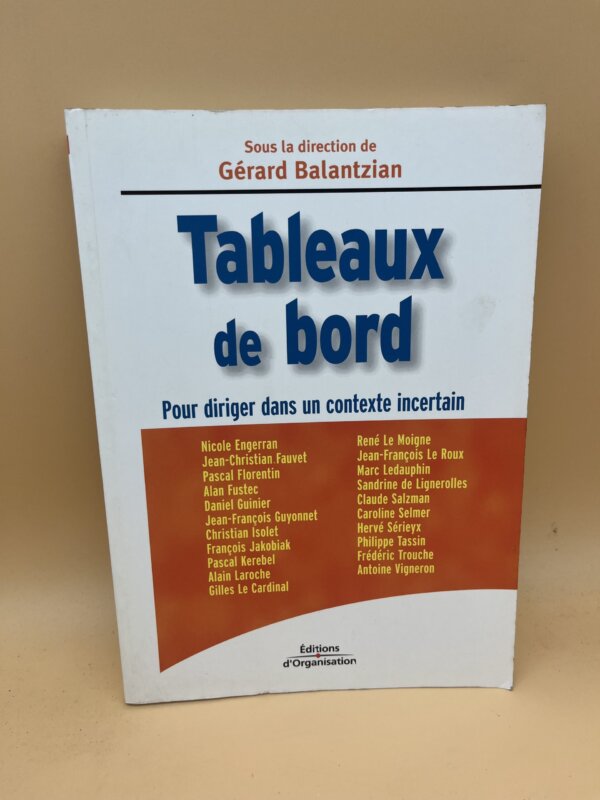 Sous la direction de
Gérard Balantzian
Tableaux
de bord
Pour diriger dans un contexte incertain
Nicole Engerran
Jean-Christian Fauvet
Pascal Florentin
Alan Fustec
Daniel Guinier
Jean-François Guyonnet
Christian Isolet
François Jakobiak
Pascal Kerebel
Alain Laroche
Gilles Le Cardinal
René Le Moigne
Jean-François Le Roux
Marc Ledauphin
Sandrine de Lignerolles
Claude Salzman
Caroline Selmer
Hervé Sérieyx
Philippe Tassin
Frédéric Trouche
Antoine Vigneron
Éditions
d'Organisation